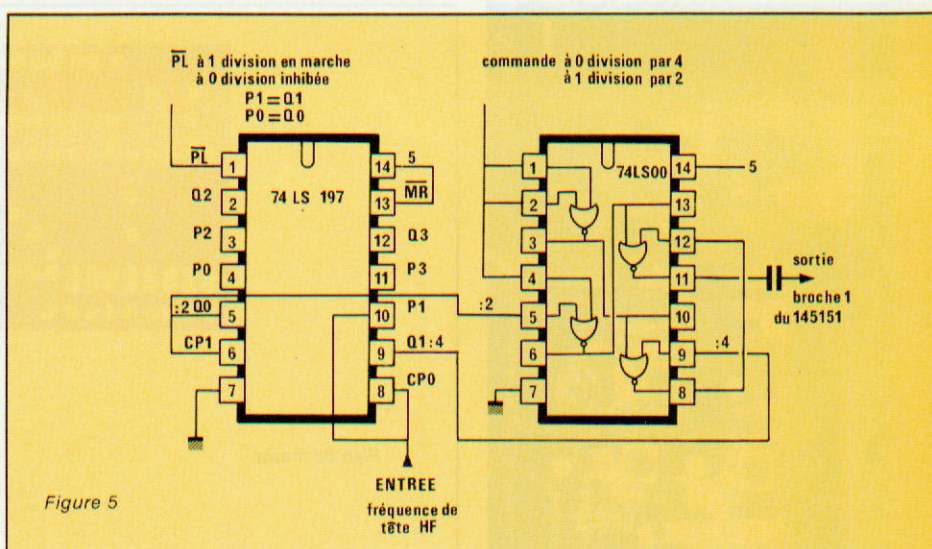 PL à 1 division en marche
à 0 division inhibée
P1 = Q1
P0 = Q0
commande à 0 division par 4
à 1 division par 2
PL
1
Q2
2
P2
3
P0
4
:2 Q0
5
CP1
6
7
74 LS 197
14
5
MR
13
12
Q3
11
P3
10
P1
9
Q1 :4
8
CP0
:2
1
2
3
4
5
6
7
74LS00
14
5
13
12
11
10
9
:4
8
sortie
broche 1
du 145151
ENTREE
fréquence de
tête HF
Figure 5